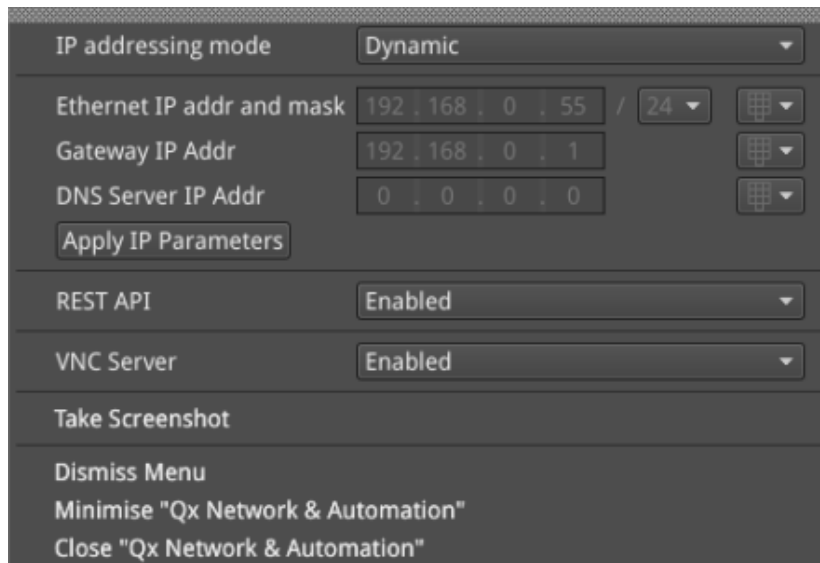 IP addressing mode Dynamic
Ethernet IP addr and mask 192 . 168 . 0 . 55 / 24
Gateway IP Addr 192 . 168 . 0 . 1
DNS Server IP Addr 0 . 0 . 0 . 0
Apply IP Parameters
REST API Enabled
VNC Server Enabled
Take Screenshot
Dismiss Menu
Minimise "Qx Network & Automation"
Close "Qx Network & Automation"